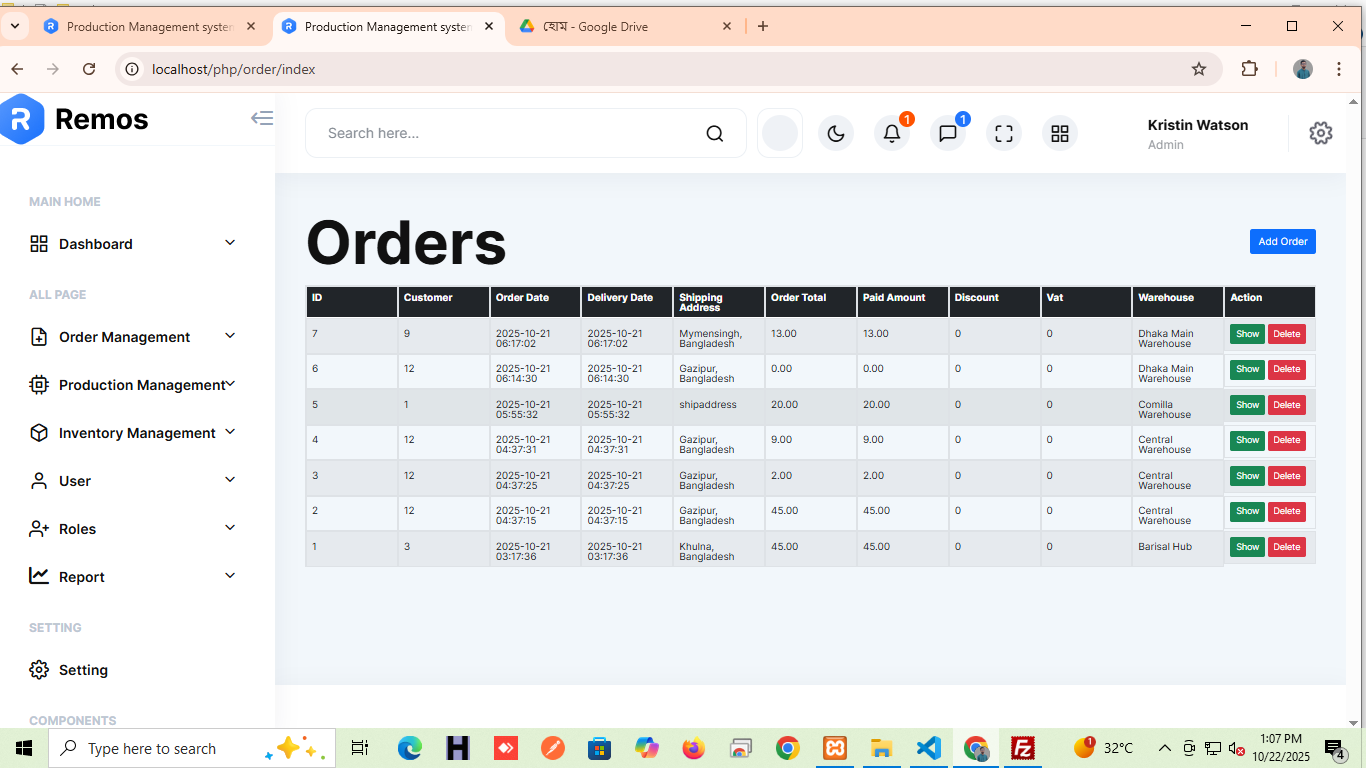 Production Management system
Production Management system
হোম - Google Drive
localhost/php/order/index
Remos
Search here...
1
1
Kristin Watson
Admin
MAIN HOME
Dashboard
ALL PAGE
Order Management
Production Management
Inventory Management
User
Roles
Report
SETTING
Setting
COMPONENTS
Orders
Add Order
ID Customer Order Date Delivery Date Shipping Address Order Total Paid Amount Discount Vat Warehouse Action
7 9 2025-10-21 06:17:02 2025-10-21 06:17:02 Mymensingh, Bangladesh 13.00 13.00 0 0 Dhaka Main Warehouse Show Delete
6 12 2025-10-21 06:14:30 2025-10-21 06:14:30 Gazipur, Bangladesh 0.00 0.00 0 0 Dhaka Main Warehouse Show Delete
5 1 2025-10-21 05:55:32 2025-10-21 05:55:32 shipaddress 20.00 20.00 0 0 Comilla Warehouse Show Delete
4 12 2025-10-21 04:37:31 2025-10-21 04:37:31 Gazipur, Bangladesh 9.00 9.00 0 0 Central Warehouse Show Delete
3 12 2025-10-21 04:37:25 2025-10-21 04:37:25 Gazipur, Bangladesh 2.00 2.00 0 0 Central Warehouse Show Delete
2 12 2025-10-21 04:37:15 2025-10-21 04:37:15 Gazipur, Bangladesh 45.00 45.00 0 0 Central Warehouse Show Delete
1 3 2025-10-21 03:17:36 2025-10-21 03:17:36 Khulna, Bangladesh 45.00 45.00 0 0 Barisal Hub Show Delete
Type here to search
1
32°C
1:07 PM
10/22/2025
4